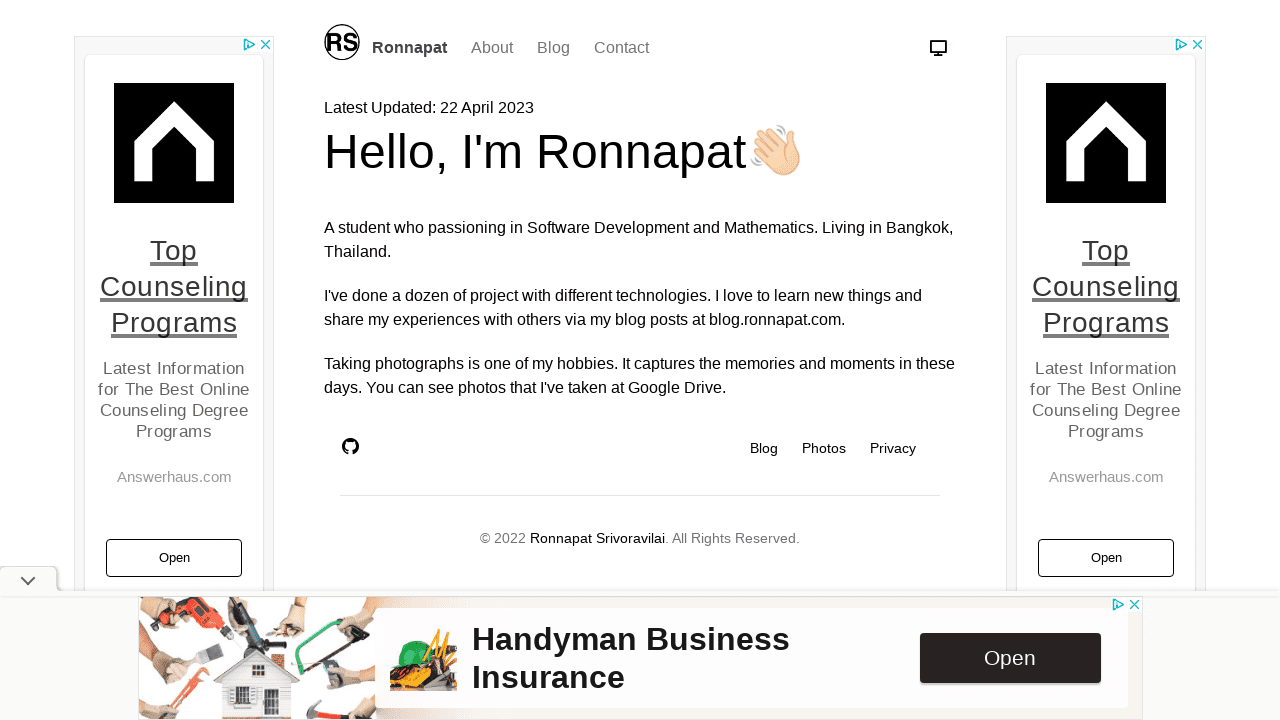 RS
Ronnapat About Blog Contact
Latest Updated: 22 April 2023
Hello, I'm Ronnapat👋🏻
A student who passioning in Software Development and Mathematics. Living in Bangkok,
Thailand.
I've done a dozen of project with different technologies. I love to learn new things and
share my experiences with others via my blog posts at blog.ronnapat.com.
Taking photographs is one of my hobbies. It captures the memories and moments in these
days. You can see photos that I've taken at Google Drive.
Blog Photos Privacy
© 2022 Ronnapat Srivoravilai. All Rights Reserved.
Top
Counseling
Programs
Latest Information
for The Best Online
Counseling Degree
Programs
Answerhaus.com
Open
Top
Counseling
Programs
Latest Information
for The Best Online
Counseling Degree
Programs
Answerhaus.com
Open
Handyman Business
Insurance
Open